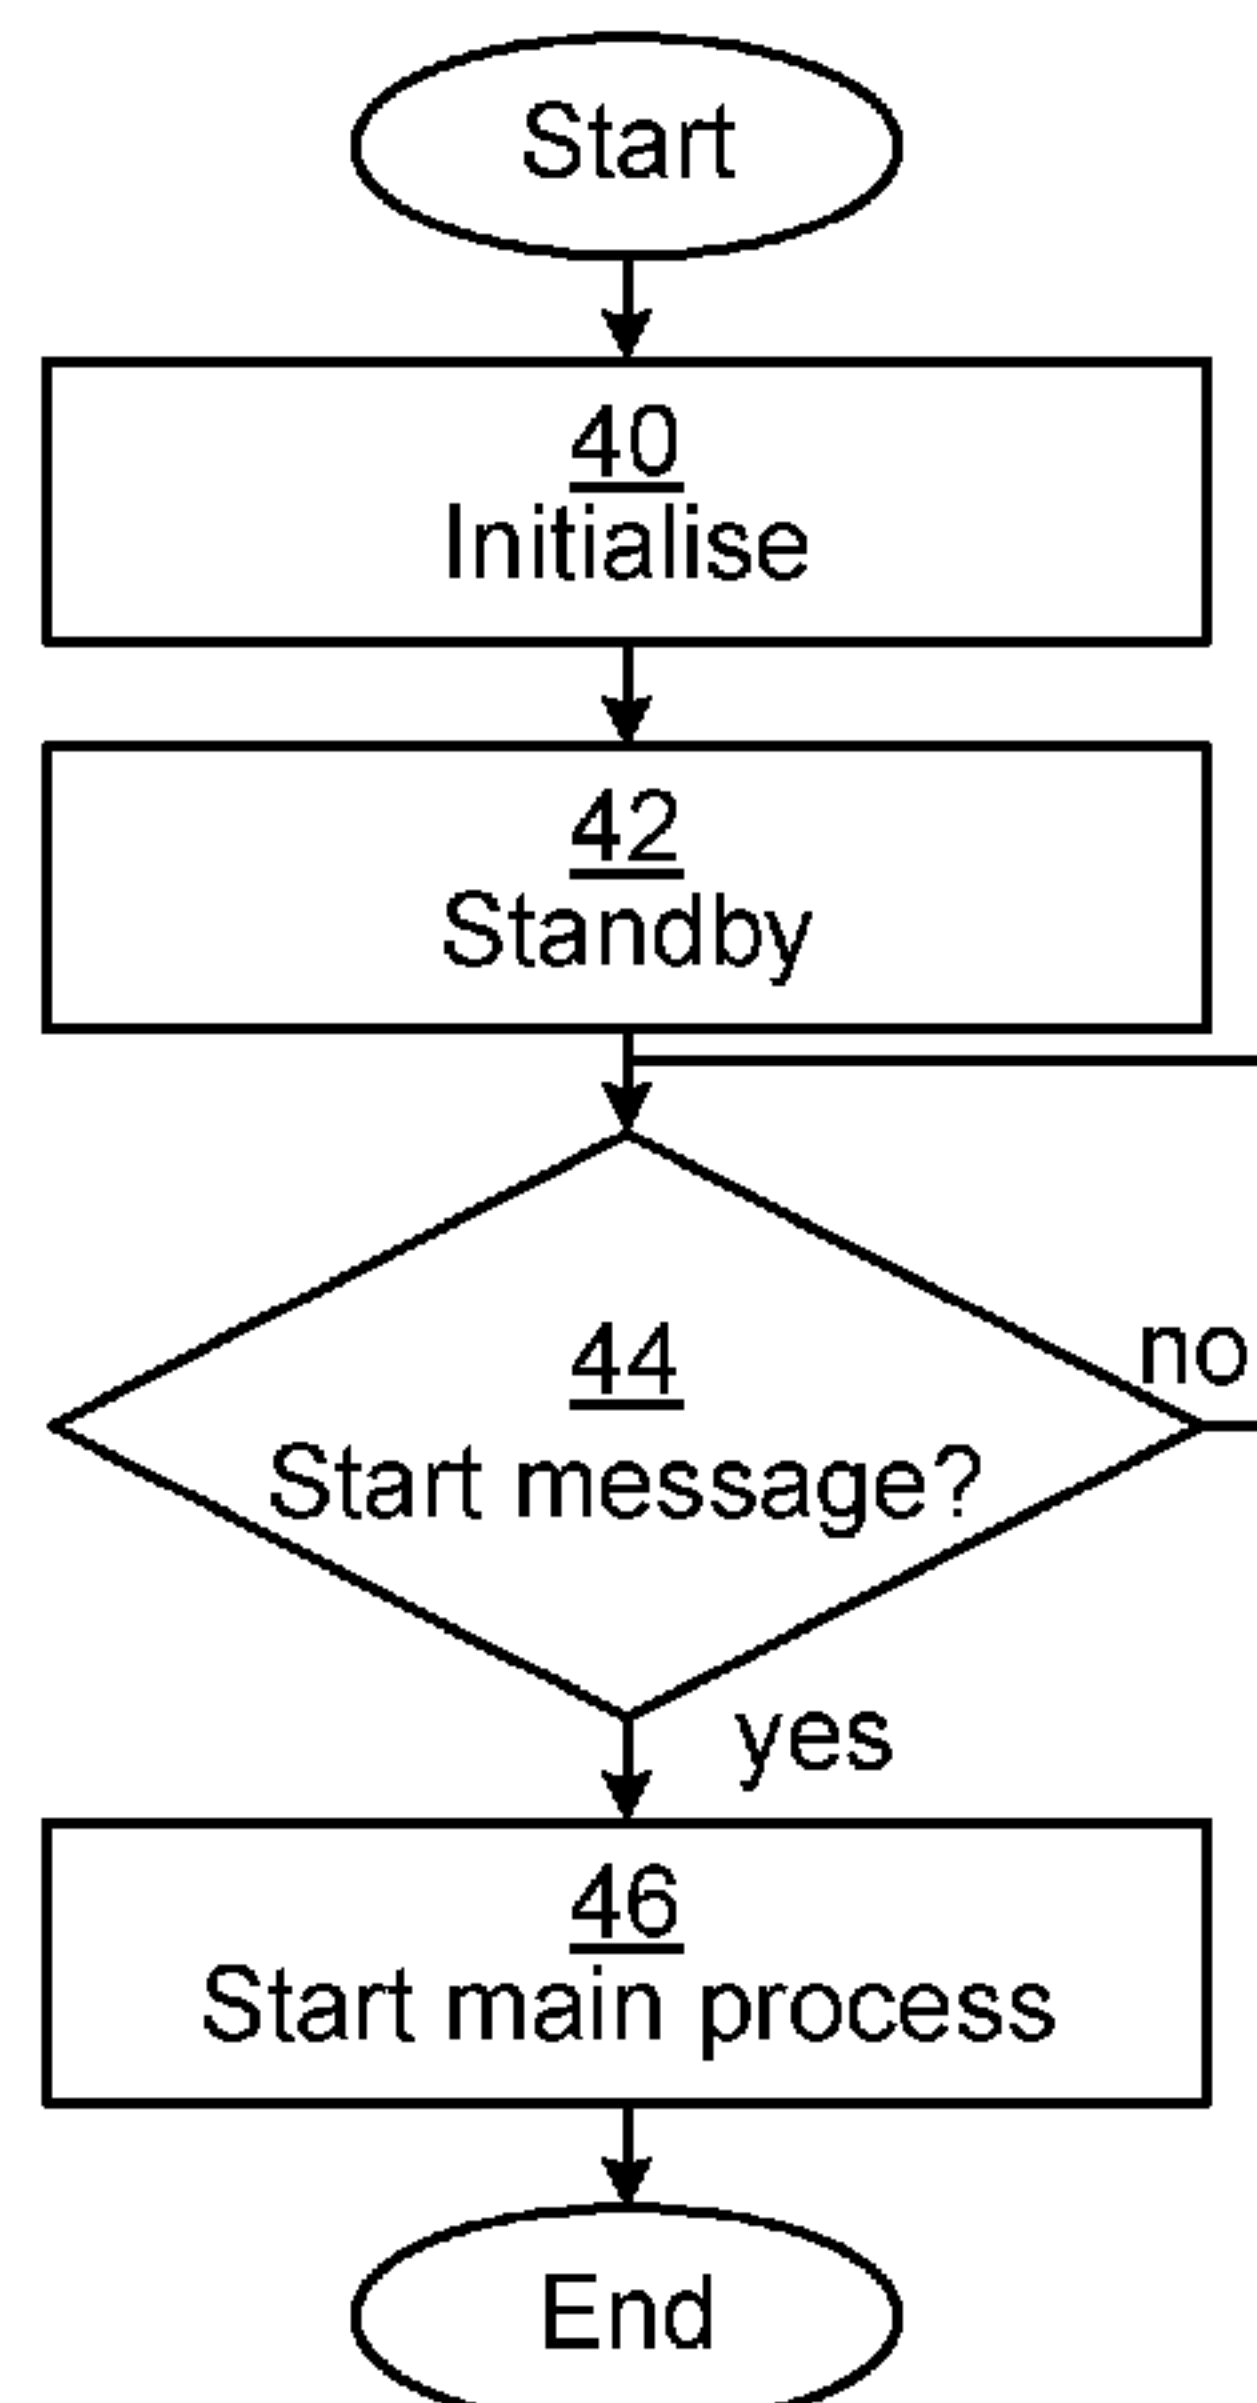 Start
40
Initialise
42
Standby
44
no
Start message?
yes
46
Start main process
End